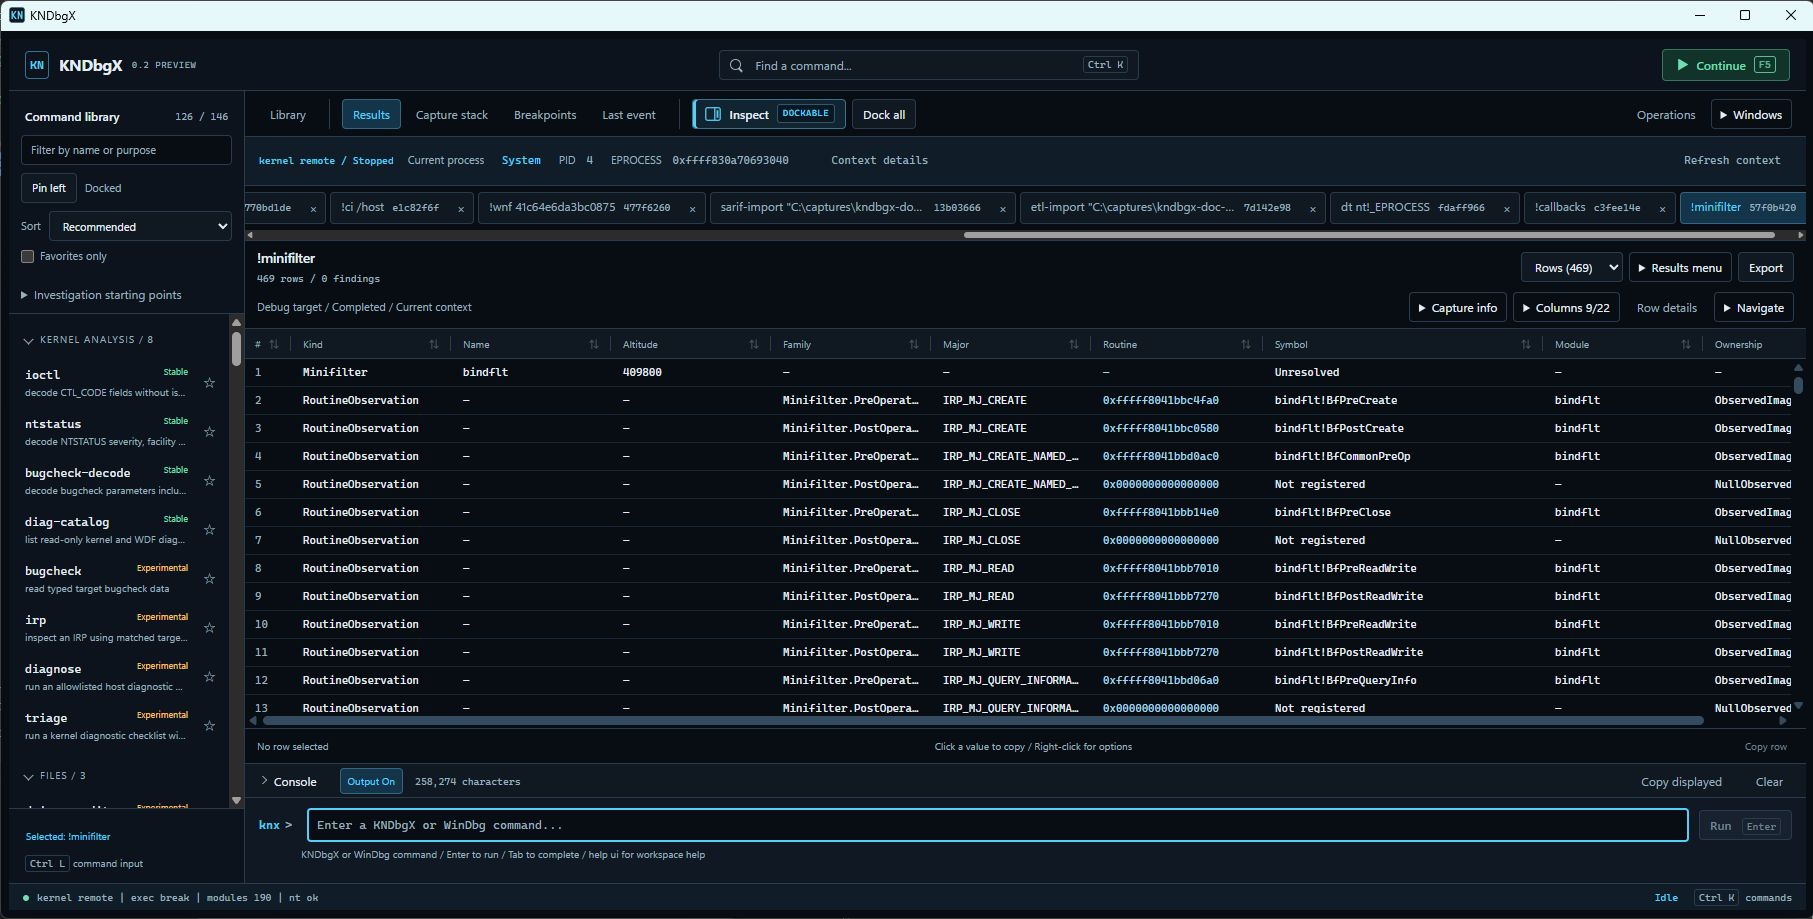 KN KNDbgX
KN KNDbgX 0.2 PREVIEW
Find a command... Ctrl K
Continue F5
Command library 126 / 146
Filter by name or purpose
Pin left Docked
Sort Recommended
Favorites only
Investigation starting points
KERNEL ANALYSIS / 8
ioctl Stable
decode CTL_CODE fields without is...
ntstatus Stable
decode NTSTATUS severity, facility ...
bugcheck-decode Stable
decode bugcheck parameters inclu...
diag-catalog Stable
list read-only kernel and WDF diag...
bugcheck Experimental
read typed target bugcheck data
irp Experimental
inspect an IRP using matched targe...
diagnose Experimental
run an allowlisted host diagnostic ...
triage Experimental
run a kernel diagnostic checklist wi...
FILES / 3
Experimental
Selected: !minifilter
Ctrl L command input
Library Results Capture stack Breakpoints Last event Inspect DOCKABLE Dock all Operations Windows
kernel remote / Stopped Current process System PID 4 EPROCESS 0xffff830a70693040 Context details Refresh context
770bd1de × !ci /host e1c82f6f × !wnf 41c64e6da3bc0875 477f6260 × sarif-import "C:\captures\kndbgx-do... 13b03666 × etl-import "C:\captures\kndbgx-doc-... 7d142e98 × dt nt!_EPROCESS fdaff966 × !callbacks c3fee14e × !minifilter 57f0b420
!minifilter
469 rows / 0 findings
Rows (469) Results menu Export
Debug target / Completed / Current context
Capture info Columns 9/22 Row details Navigate
# Kind Name Altitude Family Major Routine Symbol Module Ownership
1 Minifilter bindflt 409800 — — — Unresolved — —
2 RoutineObservation — — Minifilter.PreOperat... IRP_MJ_CREATE 0xfffff8041bbc4fa0 bindflt!BfPreCreate bindflt ObservedImag
3 RoutineObservation — — Minifilter.PostOpera... IRP_MJ_CREATE 0xfffff8041bbc0580 bindflt!BfPostCreate bindflt ObservedImag
4 RoutineObservation — — Minifilter.PreOperat... IRP_MJ_CREATE_NAMED_... 0xfffff8041bbd0ac0 bindflt!BfCommonPreOp bindflt ObservedImag
5 RoutineObservation — — Minifilter.PostOpera... IRP_MJ_CREATE_NAMED_... 0x0000000000000000 Not registered — NullObserved
6 RoutineObservation — — Minifilter.PreOperat... IRP_MJ_CLOSE 0xfffff8041bbb14e0 bindflt!BfPreClose bindflt ObservedImag
7 RoutineObservation — — Minifilter.PostOpera... IRP_MJ_CLOSE 0x0000000000000000 Not registered — NullObserved
8 RoutineObservation — — Minifilter.PreOperat... IRP_MJ_READ 0xfffff8041bbb7010 bindflt!BfPreReadWrite bindflt ObservedImag
9 RoutineObservation — — Minifilter.PostOpera... IRP_MJ_READ 0xfffff8041bbb7270 bindflt!BfPostReadWrite bindflt ObservedImag
10 RoutineObservation — — Minifilter.PreOperat... IRP_MJ_WRITE 0xfffff8041bbb7010 bindflt!BfPreReadWrite bindflt ObservedImag
11 RoutineObservation — — Minifilter.PostOpera... IRP_MJ_WRITE 0xfffff8041bbb7270 bindflt!BfPostReadWrite bindflt ObservedImag
12 RoutineObservation — — Minifilter.PreOperat... IRP_MJ_QUERY_INFORMA... 0xfffff8041bbd06a0 bindflt!BfPreQueryInfo bindflt ObservedImag
13 RoutineObservation — — Minifilter.PostOpera... IRP_MJ_QUERY_INFORMA... 0x0000000000000000 Not registered — NullObserved
No row selected Click a value to copy / Right-click for options Copy row
Console Output On 258,274 characters Copy displayed Clear
knx > Enter a KNDbgX or WinDbg command... Run Enter
KNDbgX or WinDbg command / Enter to run / Tab to complete / help ui for workspace help
kernel remote | exec break | modules 190 | nt ok Idle Ctrl K commands